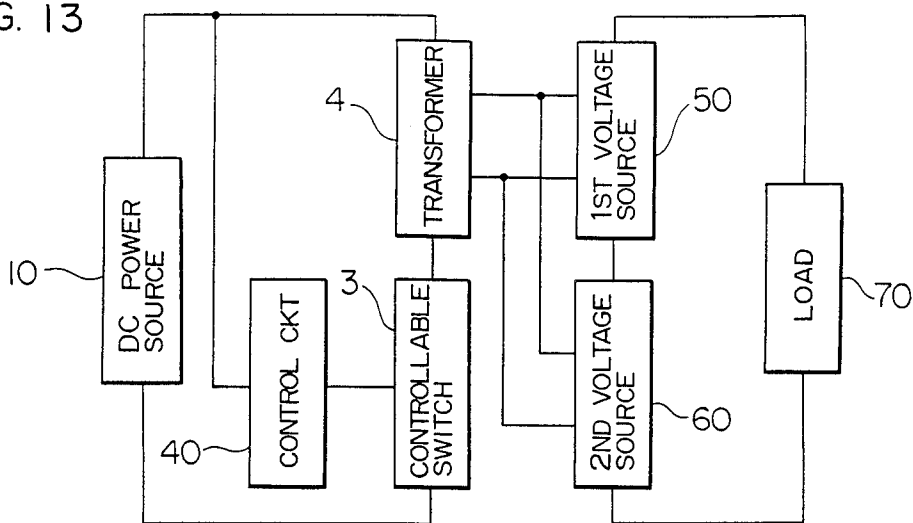 G. 13
10
DC POWER
SOURCE
40
CONTROL CKT
4
TRANSFORMER
3
CONTROLLABLE
SWITCH
50
1ST VOLTAGE
SOURCE
60
2ND VOLTAGE
SOURCE
LOAD
70